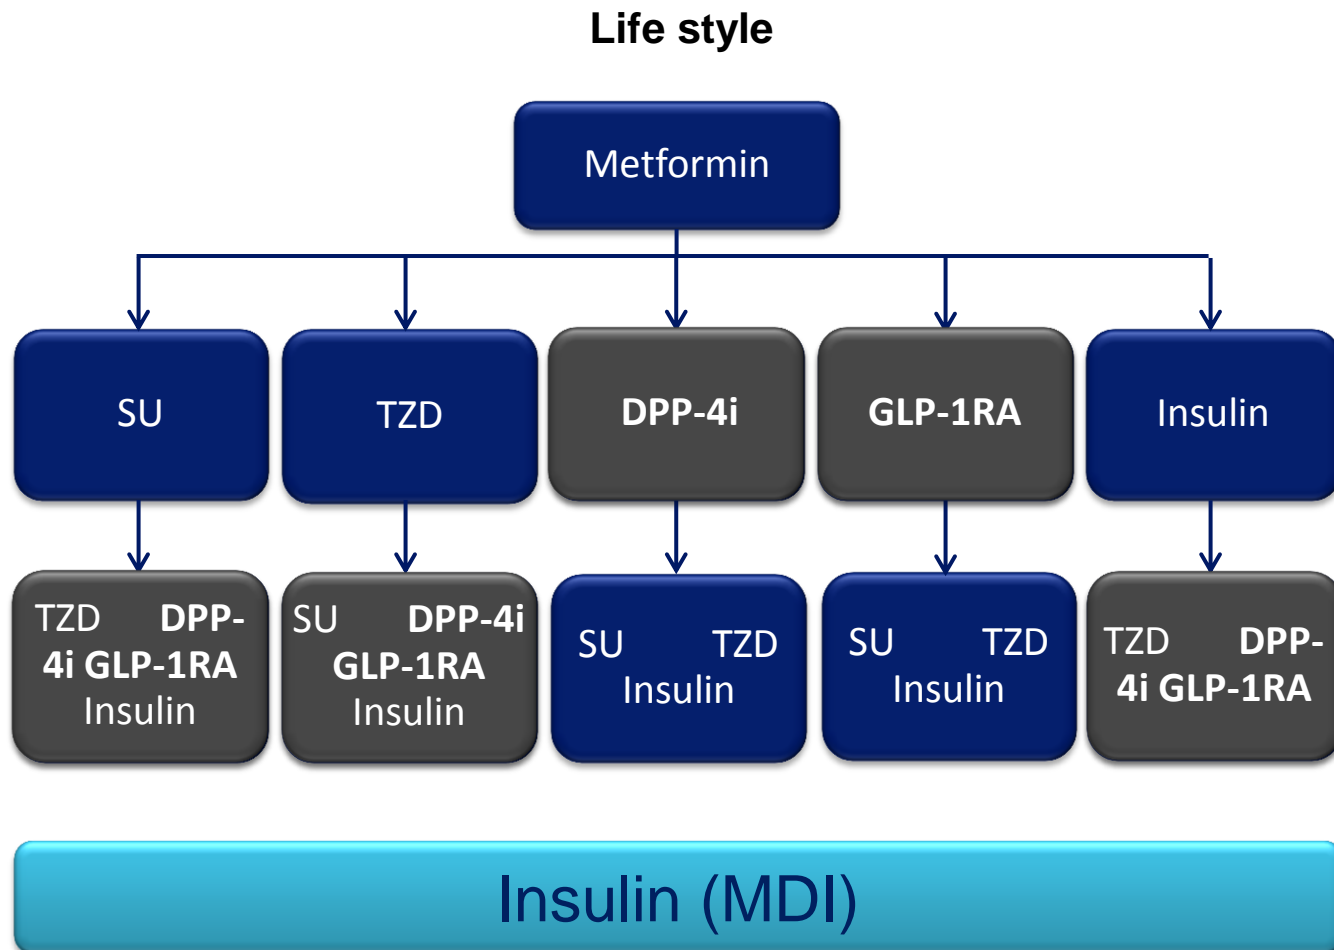 Life style
Metformin
SU
TZD
DPP-4i
GLP-1RA
Insulin
TZD DPP-
4i GLP-1RA
Insulin
SU DPP-4i
GLP-1RA
Insulin
SU TZD
Insulin
SU TZD
Insulin
TZD DPP-
4i GLP-1RA
Insulin (MDI)